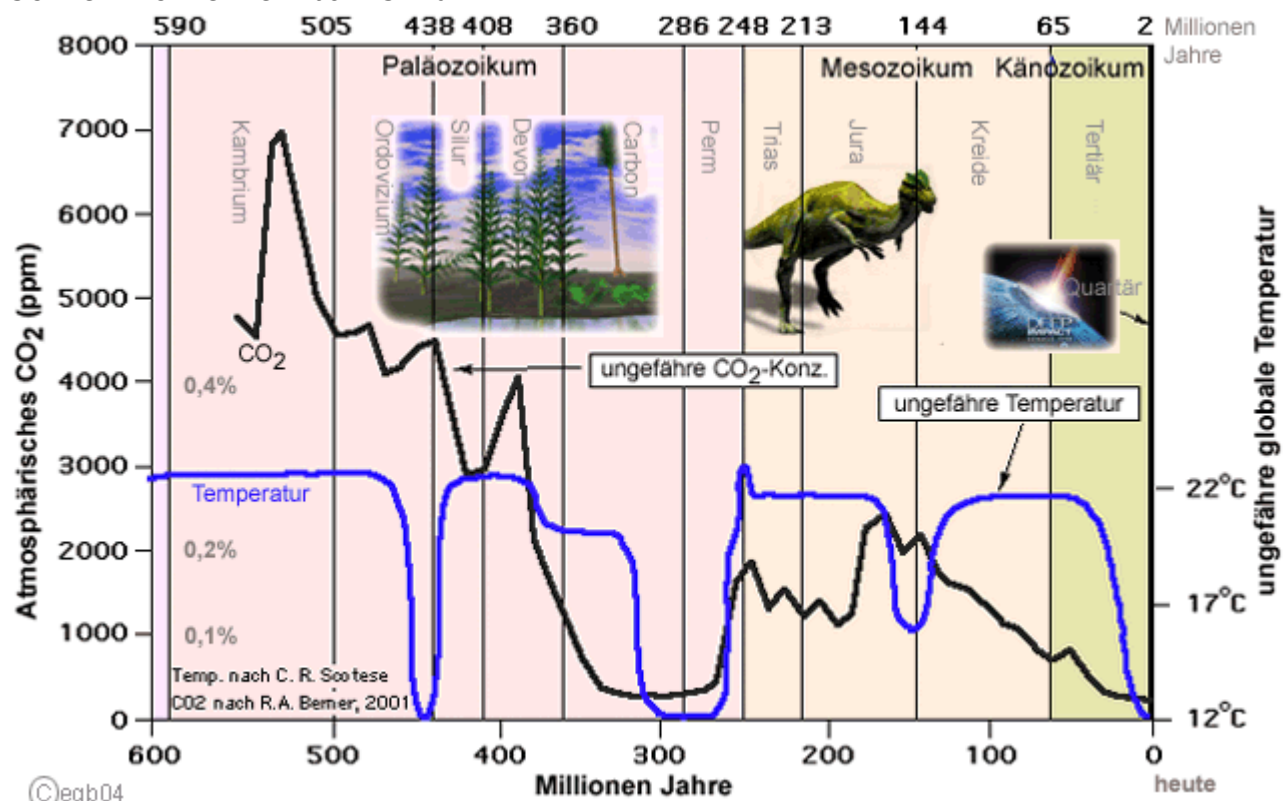 590 505 438 408 360 286 248 213 144 65 2 Millionen
Jahre
8000
7000
6000
5000
4000
3000
2000
1000
0
Atmosphärisches CO2 (ppm)
Paläozoikum
Mesozoikum
Känozoikum
Kambrium
Ordovizium
Silur
Devon
Carbon
Perm
Trias
Jura
Kreide
Tertiär
Quartär
DEEP
IMPACT
CO2
ungefähre CO2-Konz.
ungefähre Temperatur
0,4%
Temperatur
0,2%
0,1%
Temp. nach C. R. Scotese
CO2 nach R.A. Berner, 2001
22°C
17°C
12°C
ungefähre globale Temperatur
600 500 400 300 200 100 0
Millionen Jahre
heute
©egb04